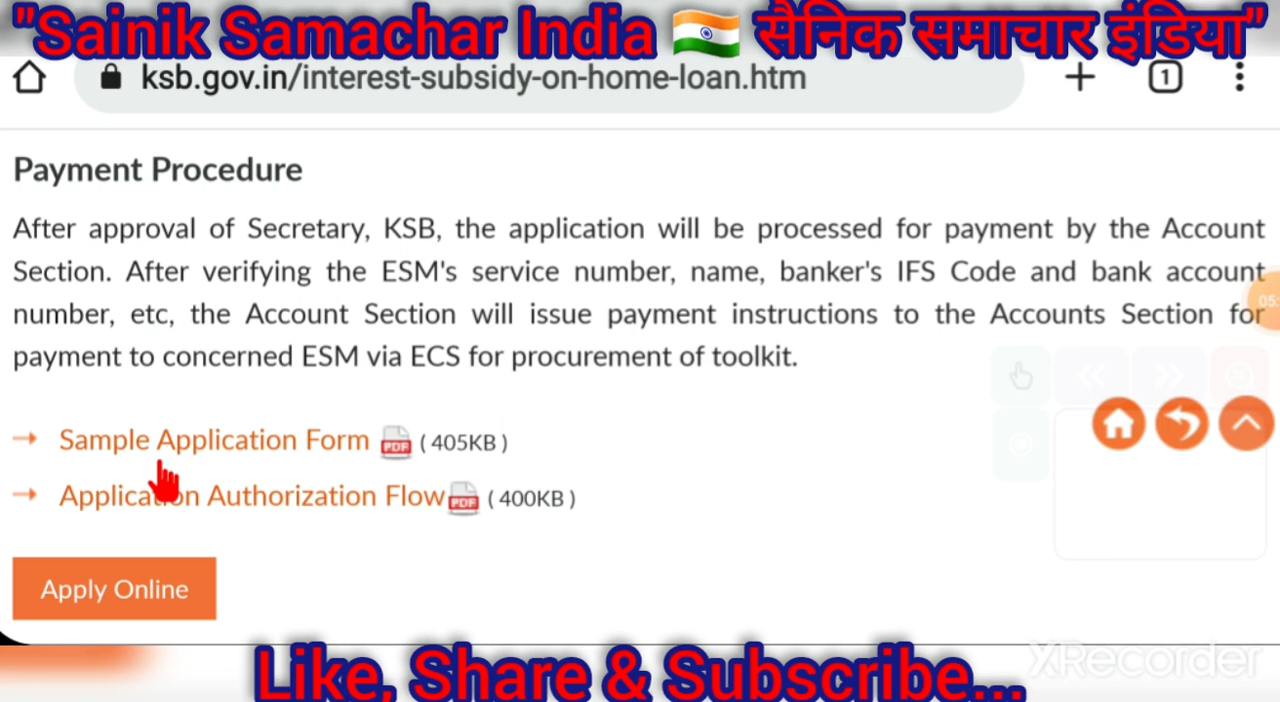 "Sainik Samachar India 🇮🇳 सैनिक समाचार इंडिया"
ksb.gov.in/interest-subsidy-on-home-loan.htm
1
Payment Procedure
After approval of Secretary, KSB, the application will be processed for payment by the Account
Section. After verifying the ESM's service number, name, banker's IFS Code and bank account
number, etc, the Account Section will issue payment instructions to the Accounts Section for
payment to concerned ESM via ECS for procurement of toolkit.
→ Sample Application Form PDF ( 405KB )
→ Application Authorization Flow PDF ( 400KB )
Apply Online
XRecorder
Like, Share & Subscribe...